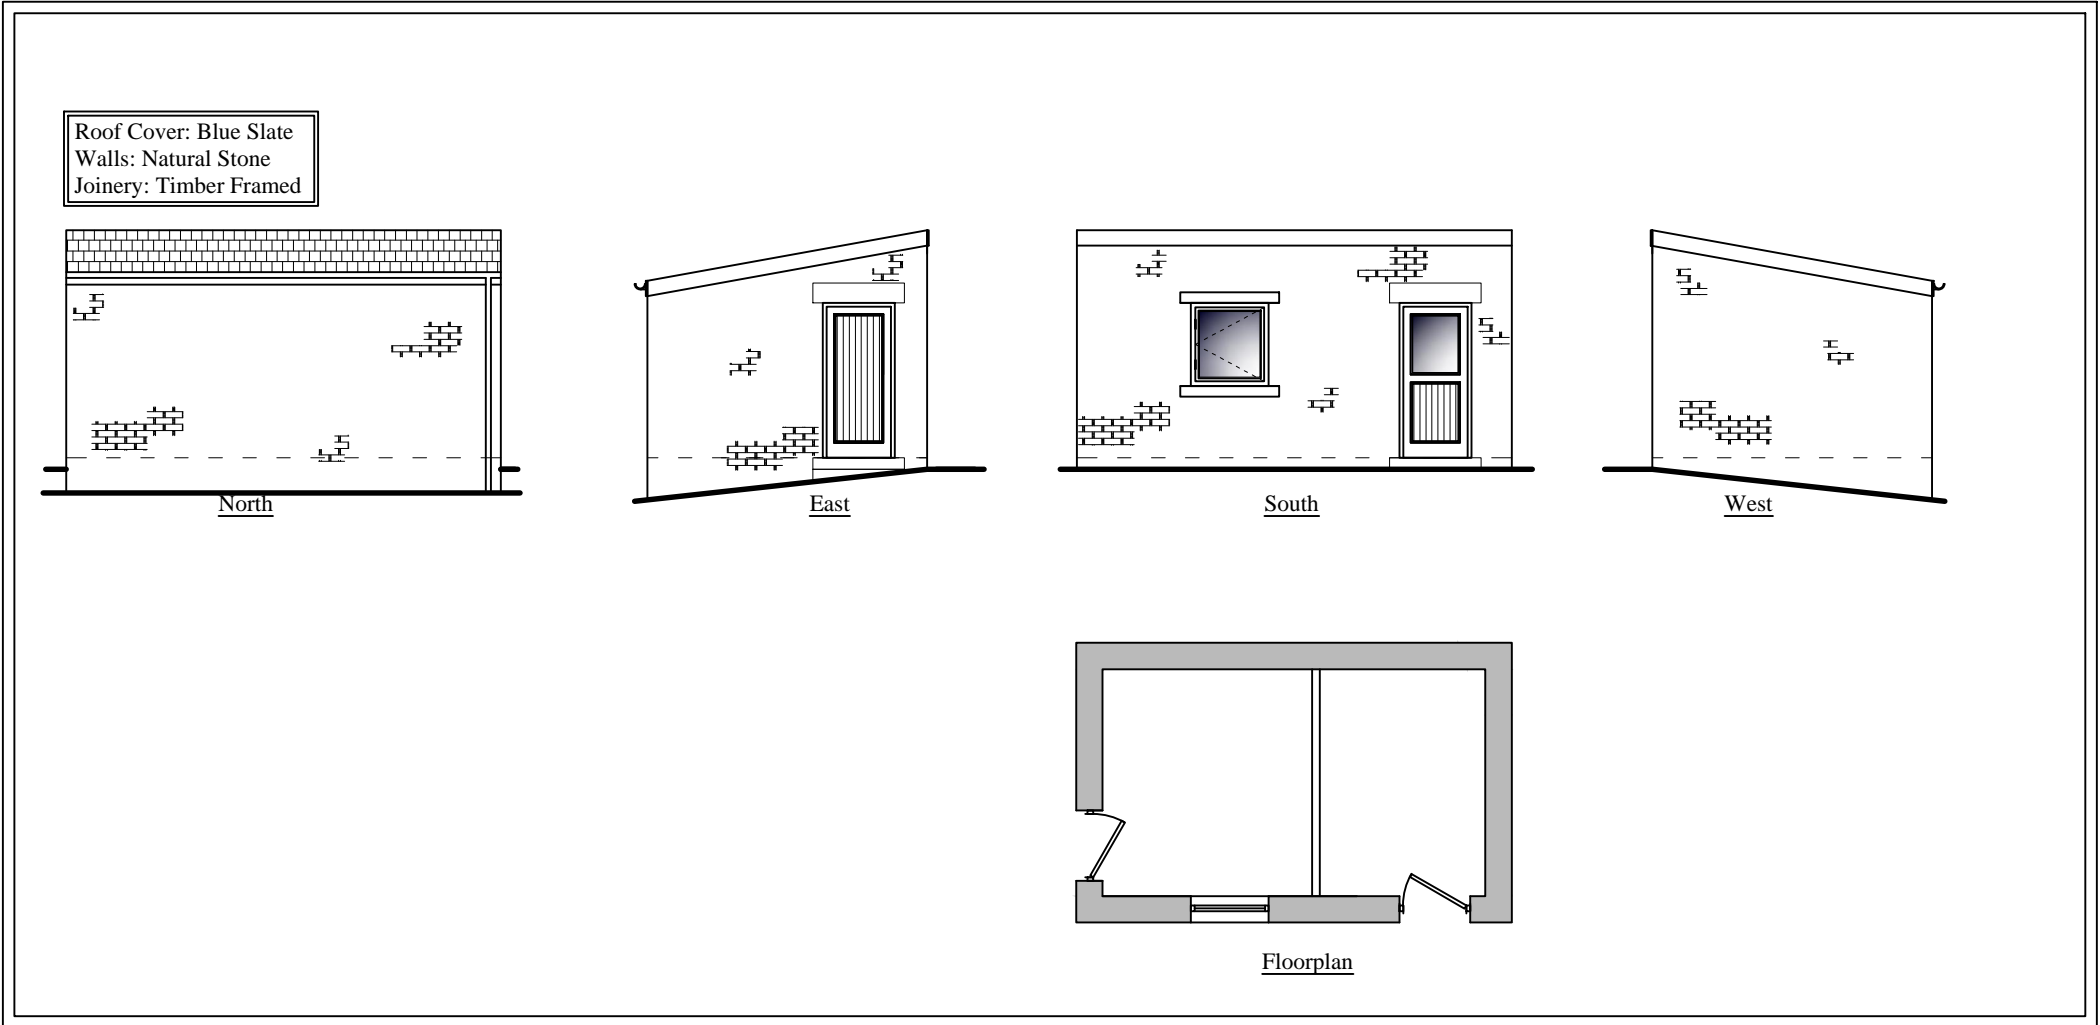 Roof Cover: Blue Slate
Walls: Natural Stone
Joinery: Timber Framed
North
East
South
West
Floorplan